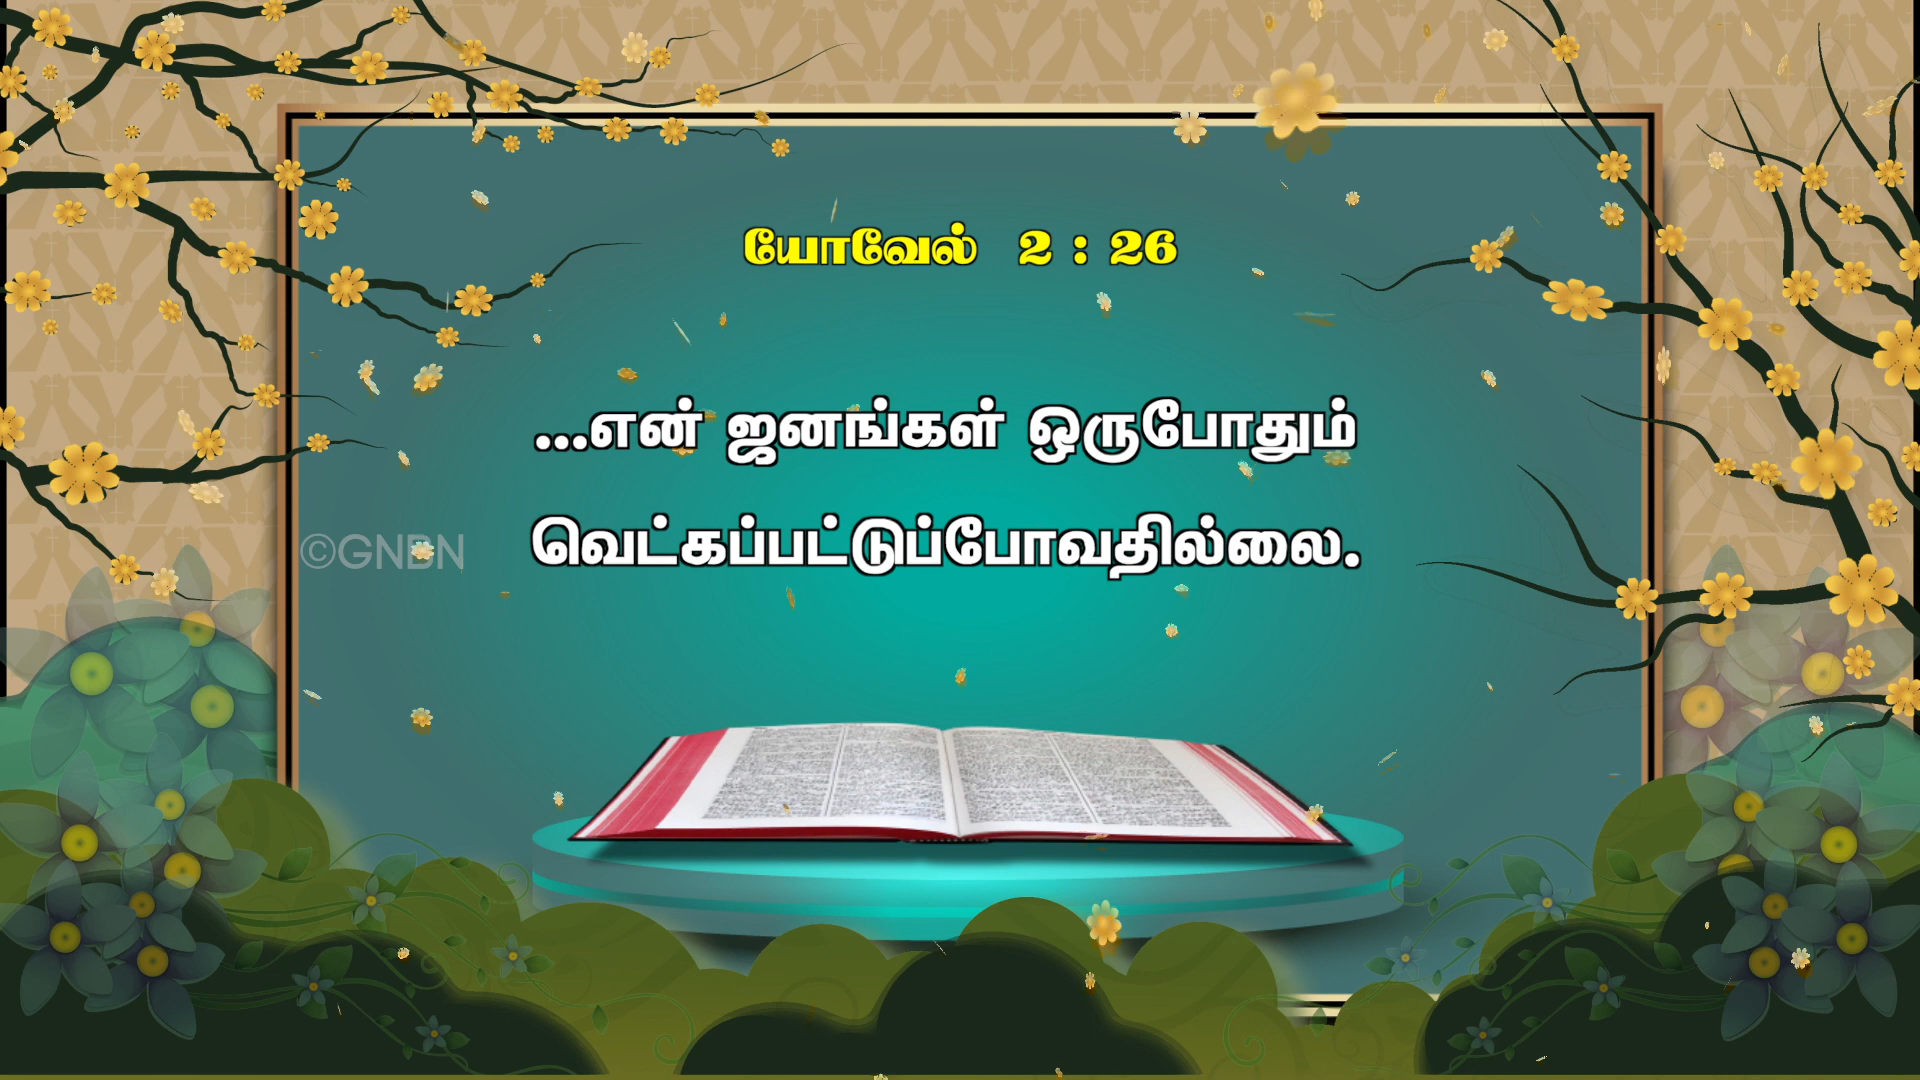 யோவேல் 2 : 26
...என் ஜனங்கள் ஒருபோதும்
வெட்கப்பட்டுப்போவதில்லை.
©GNBN